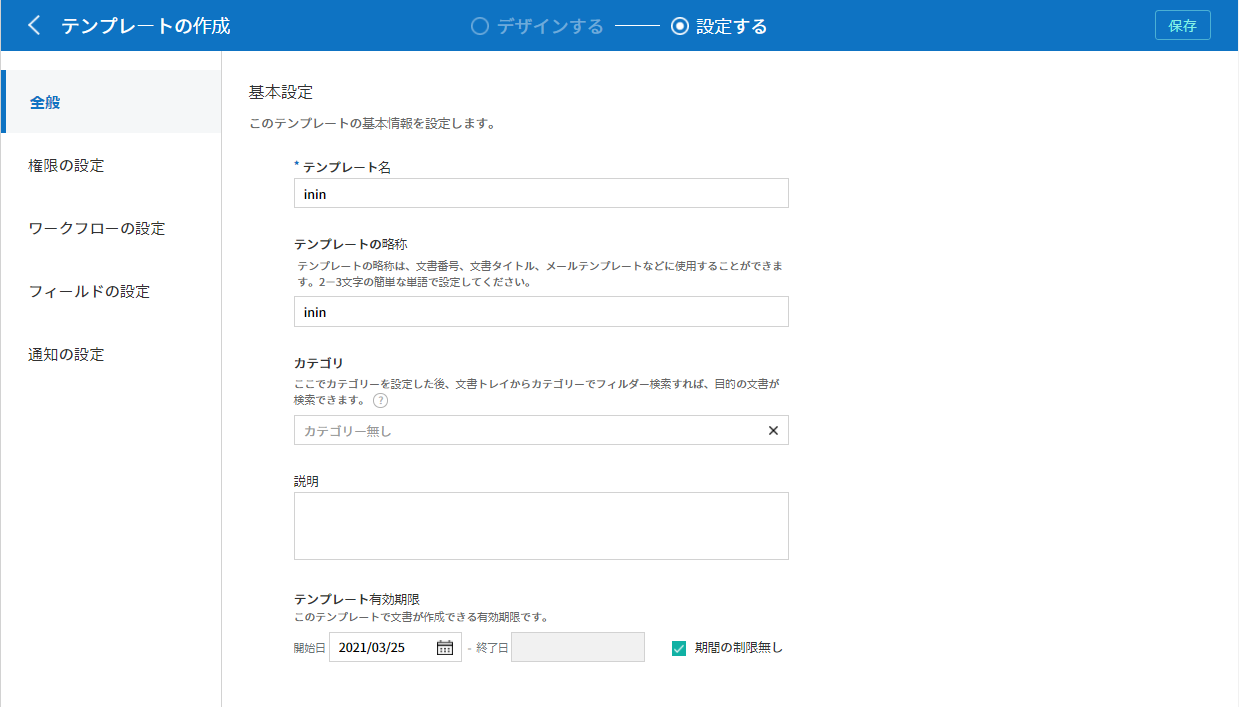 テンプレートの作成
デザインする
設定する
保存
全般
権限の設定
ワークフローの設定
フィールドの設定
通知の設定
基本設定
このテンプレートの基本情報を設定します。
* テンプレート名
inin
テンプレートの略称
テンプレートの略称は、文書番号、文書タイトル、メールテンプレートなどに使用することができま
す。2－3文字の簡単な単語で設定してください。
inin
カテゴリ
ここでカテゴリーを設定した後、文書トレイからカテゴリーでフィルダー検索すれば、目的の文書が
検索できます。 ?
カテゴリー無し
説明
テンプレート有効期限
このテンプレートで文書が作成できる有効期限です。
開始日 2021/03/25 - 終了日 期間の制限無し